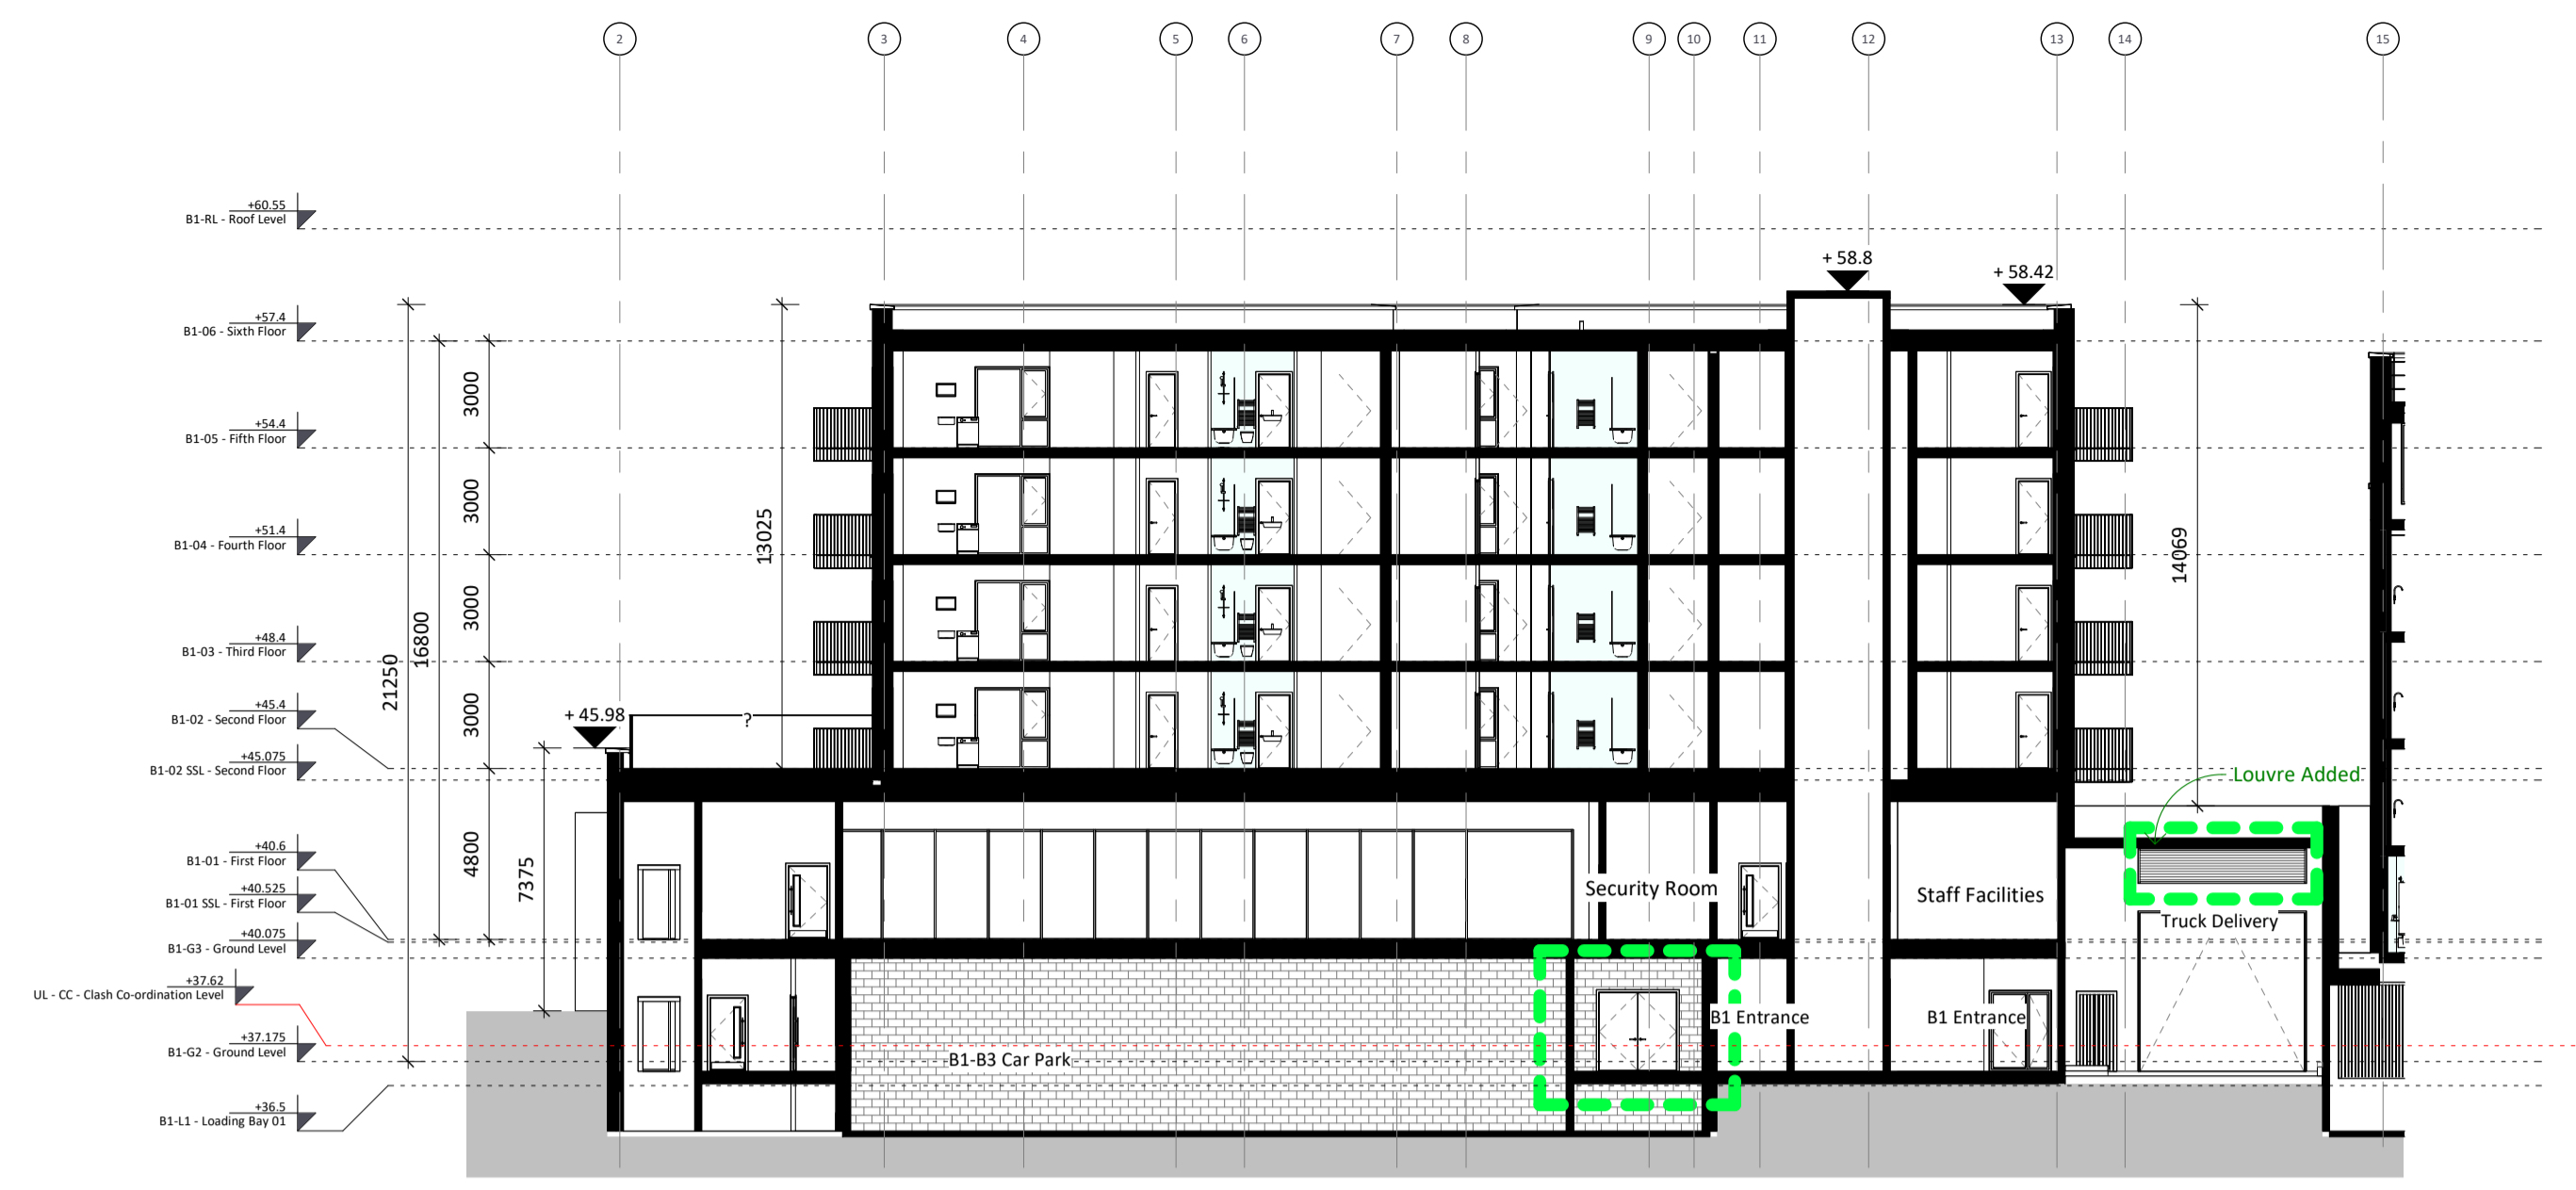 2 3 4 5 6 7 8 9 10 11 12 13 14 15
+60.55
B1-RL - Roof Level
+ 58.8
+ 58.42
+57.4
B1-06 - Sixth Floor
3000
+54.4
B1-05 - Fifth Floor
3000
+51.4
B1-04 - Fourth Floor
13025
14069
3000
+48.4
B1-03 - Third Floor
16800
21250
3000
+45.4
B1-02 - Second Floor
+ 45.98
?
+45.075
B1-02 SSL - Second Floor
Louvre Added
+40.6
B1-01 - First Floor
4800
7375
+40.525
B1-01 SSL - First Floor
Security Room
Staff Facilities
Truck Delivery
+40.075
B1-G3 - Ground Level
+37.62
UL - CC - Clash Co-ordination Level
B1 Entrance
B1 Entrance
+37.175
B1-G2 - Ground Level
B1-B3 Car Park
+36.5
B1-L1 - Loading Bay 01